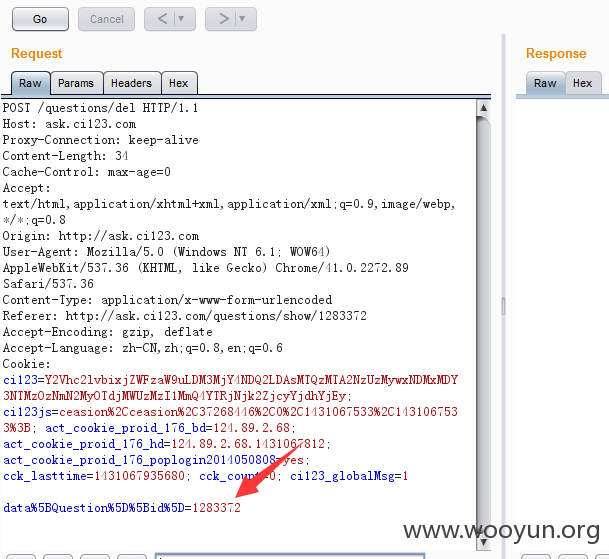 Go Cancel < >
Request Response
Raw Params Headers Hex Raw Hex
POST /questions/del HTTP/1.1
Host: ask.ci123.com
Proxy-Connection: keep-alive
Content-Length: 34
Cache-Control: max-age=0
Accept:
text/html,application/xhtml+xml,application/xml;q=0.9,image/webp,
*/*;q=0.8
Origin: http://ask.ci123.com
User-Agent: Mozilla/5.0 (Windows NT 6.1; WOW64)
AppleWebKit/537.36 (KHTML, like Gecko) Chrome/41.0.2272.89
Safari/537.36
Content-Type: application/x-www-form-urlencoded
Referer: http://ask.ci123.com/questions/show/1283372
Accept-Encoding: gzip, deflate
Accept-Language: zh-CN,zh;q=0.8,en;q=0.6
Cookie:
ci123=Y2Vhc2lvbixjZWFzaW9uLDM3MjY4NDQ2LDAsMTQzMTA2NzUzMywxNDMxMDY
3NTMzOzNmN2MyOTdjMWUzMzI1MmQ4YTRjNjk2ZjcyYjdhYjEy;
ci123js=ceasion%2Cceasion%2C37268446%2C0%2C1431067533%2C143106753
3%3B; act_cookie_proid_176_bd=124.89.2.68;
act_cookie_proid_176_hd=124.89.2.68.1431067812;
act_cookie_proid_176_poplogin2014050808=yes;
cck_lasttime=1431067935680; cck_count=0; ci123_globalMsg=1
data%5BQuestion%5D%5Bid%5D=1283372
www.wooyun.org